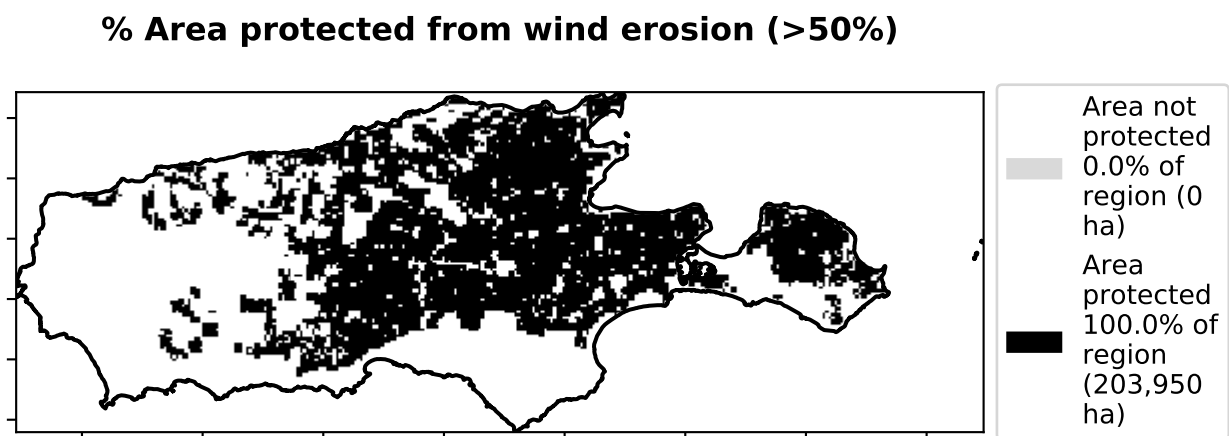 % Area protected from wind erosion (>50%)
Area not
protected
0.0% of
region (0
ha)
Area
protected
100.0% of
region
(203,950
ha)